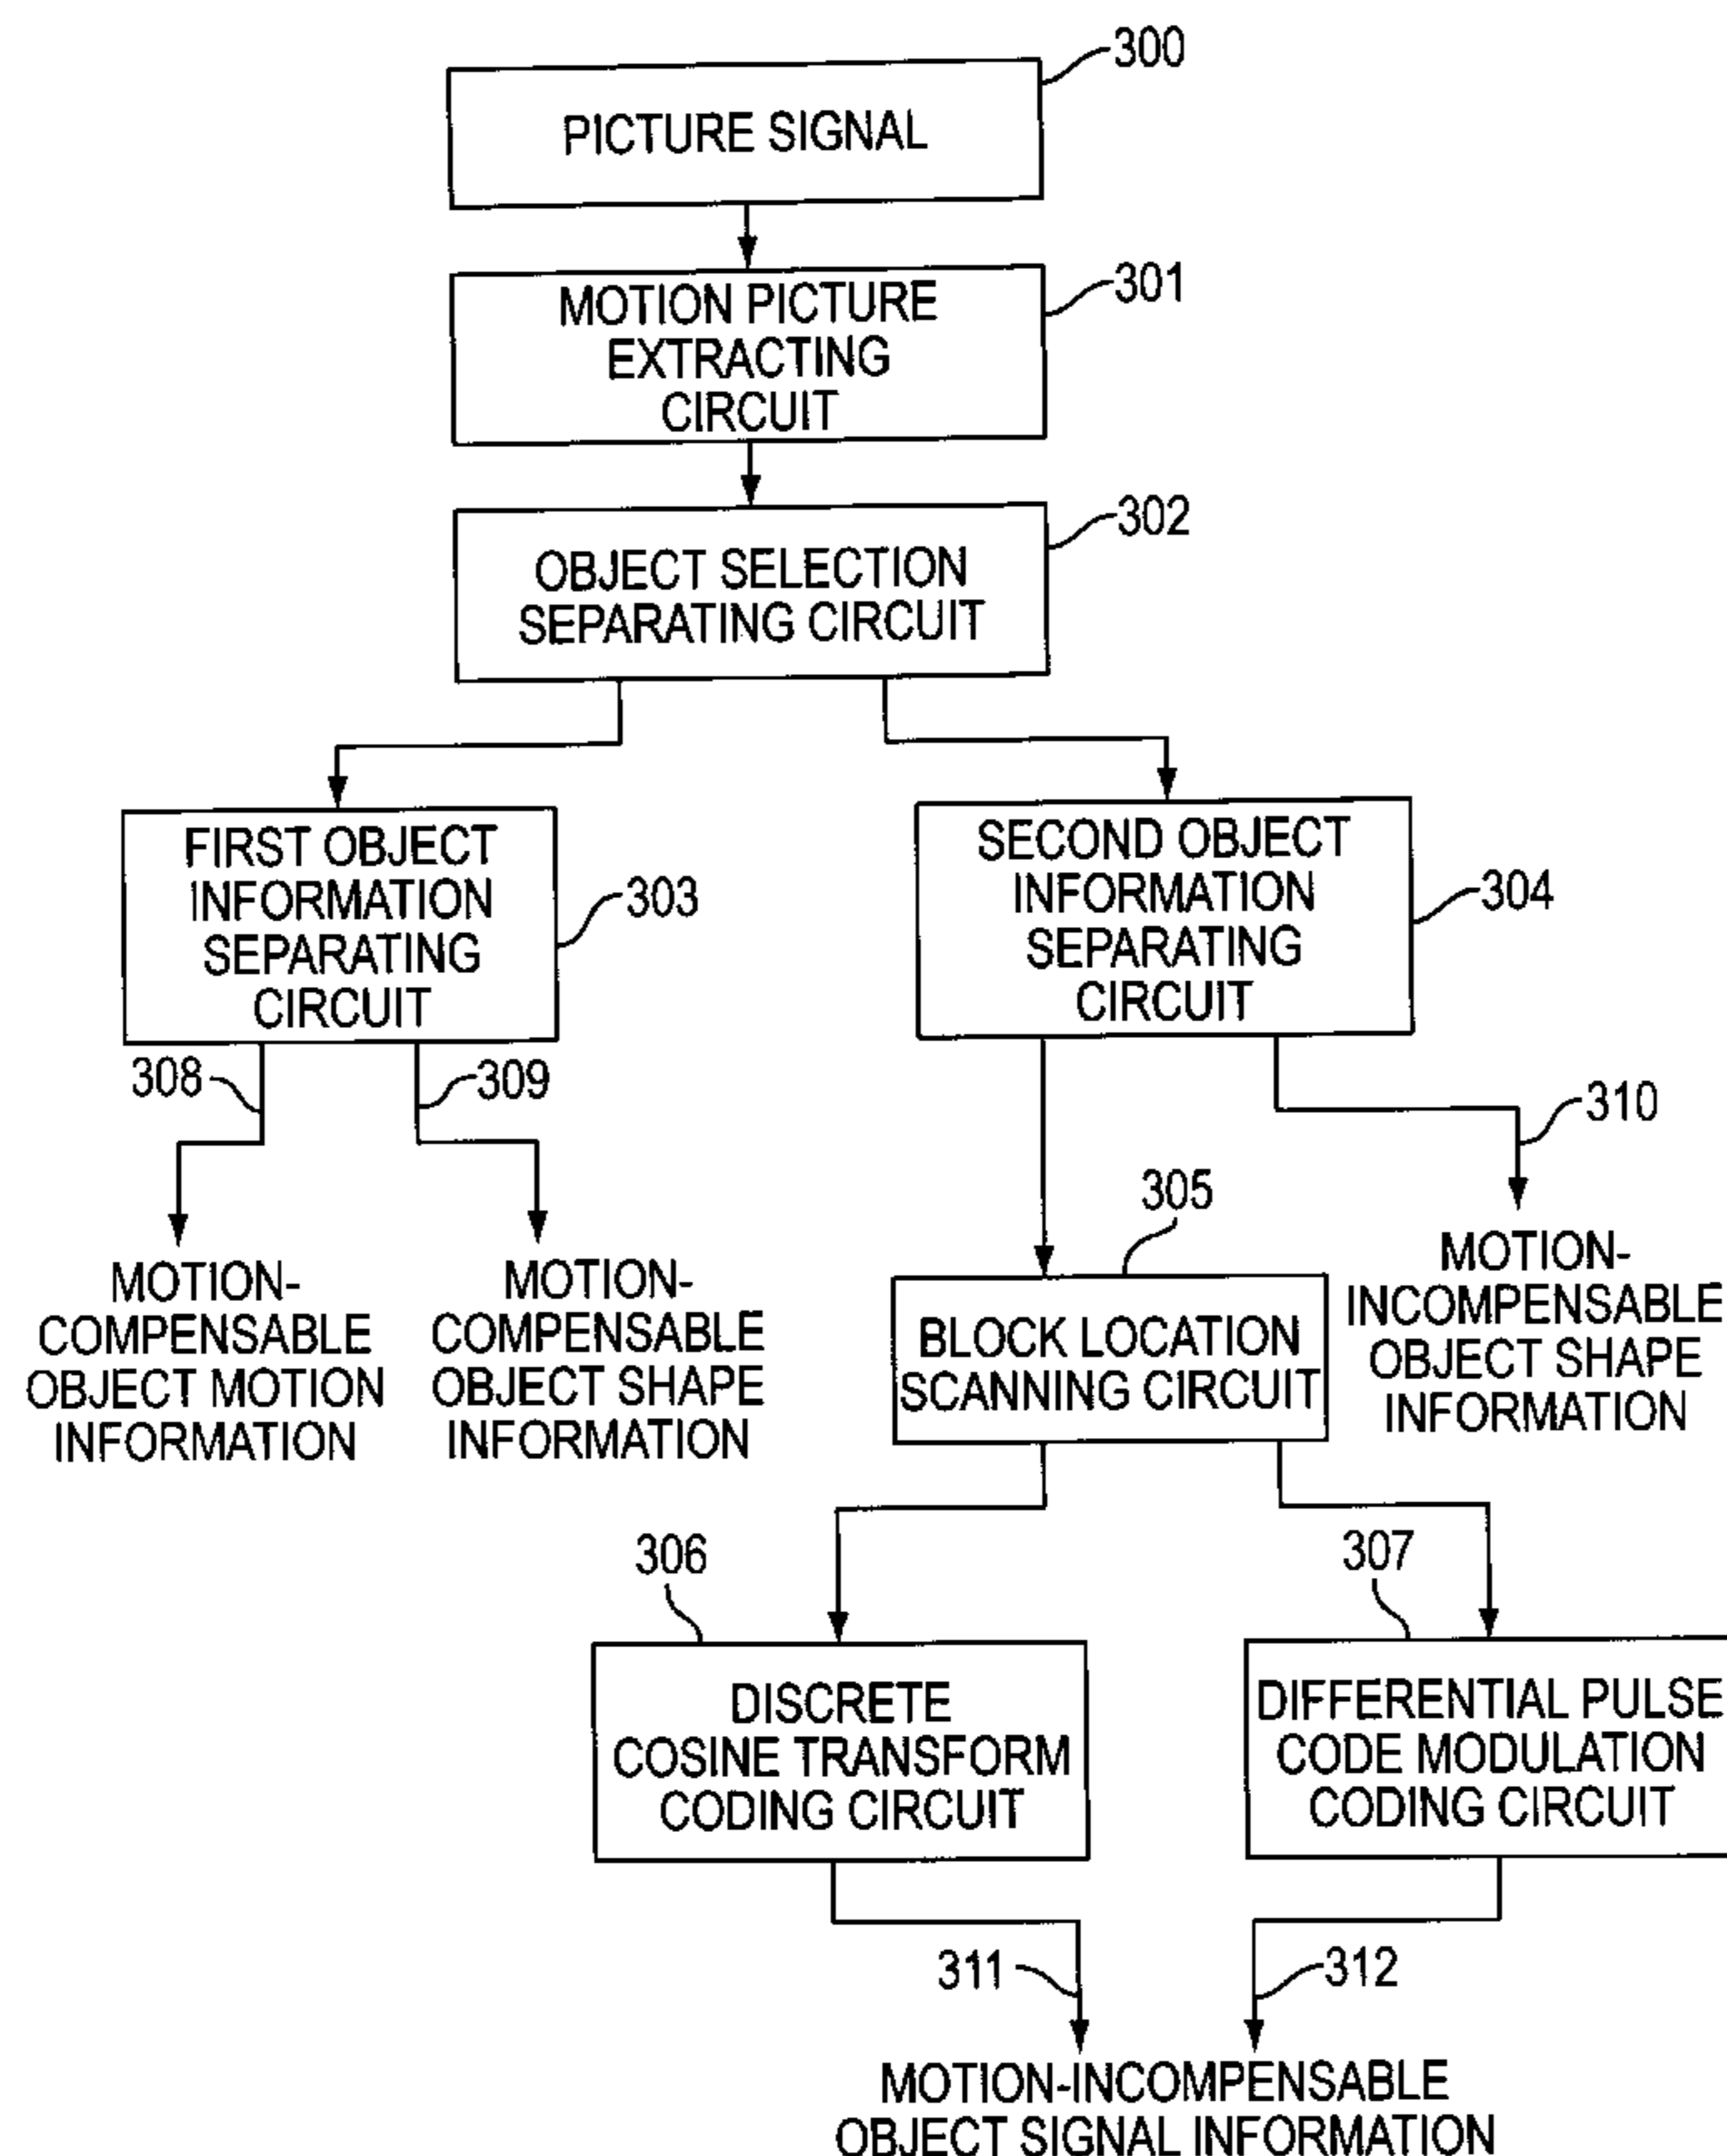 300
PICTURE SIGNAL
301
MOTION PICTURE
EXTRACTING
CIRCUIT
302
OBJECT SELECTION
SEPARATING CIRCUIT
FIRST OBJECT
INFORMATION
SEPARATING
CIRCUIT
303
SECOND OBJECT
INFORMATION
SEPARATING
CIRCUIT
304
308
309
310
MOTION-
COMPENSABLE
OBJECT MOTION
INFORMATION
MOTION-
COMPENSABLE
OBJECT SHAPE
INFORMATION
305
BLOCK LOCATION
SCANNING CIRCUIT
MOTION-
INCOMPENSABLE
OBJECT SHAPE
INFORMATION
306
DISCRETE
COSINE TRANSFORM
CODING CIRCUIT
307
DIFFERENTIAL PULSE
CODE MODULATION
CODING CIRCUIT
311
312
MOTION-INCOMPENSABLE
OBJECT SIGNAL INFORMATION